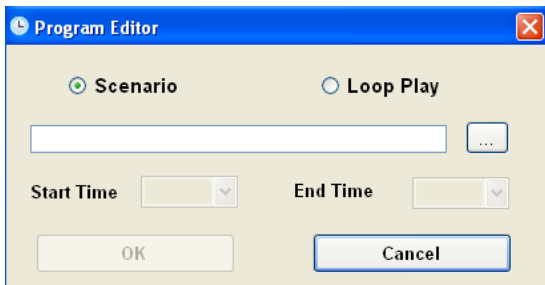 Program Editor
Scenario Loop Play
...
Start Time End Time
OK Cancel